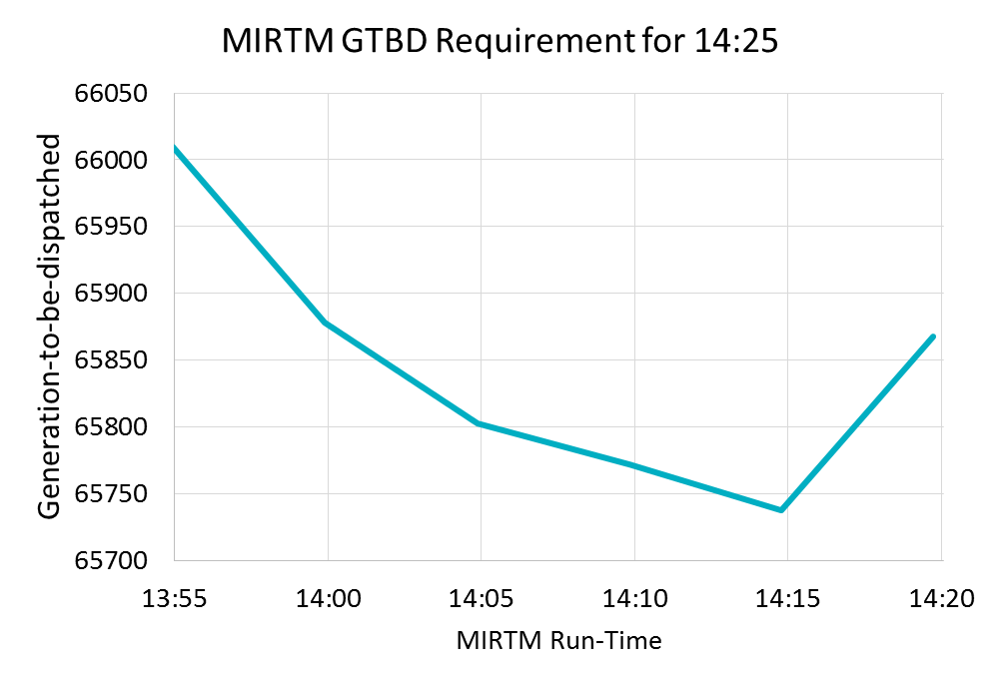 MIRTM GTBD Requirement for 14:25
Generation-to-be-dispatched
66050
66000
65950
65900
65850
65800
65750
65700
13:55 14:00 14:05 14:10 14:15 14:20
MIRTM Run-Time